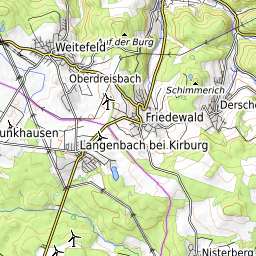 Auf der Burg
Weitefeld
Oberdreisbach
Schimmerich
Dersche
Friedewald
unkhausen
Langenbach bei Kirburg
Nisterberg